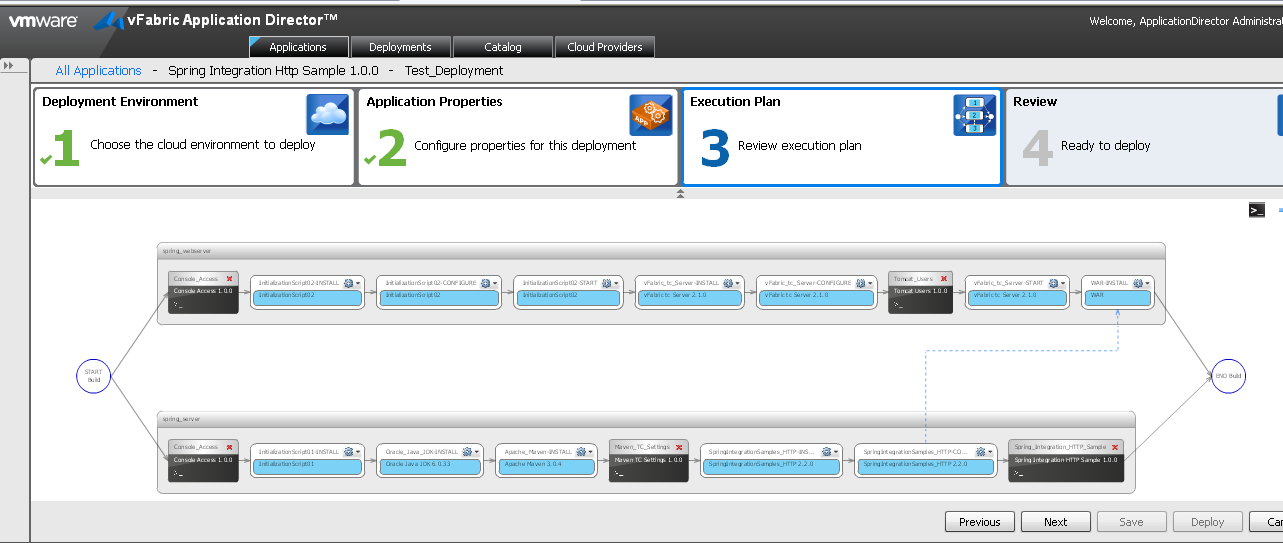 vmware vFabric Application Director™
Welcome, ApplicationDirector Administra
Applications Deployments Catalog Cloud Providers
All Applications - Spring Integration Http Sample 1.0.0 - Test_Deployment
Deployment Environment
1 Choose the cloud environment to deploy
Application Properties
APP
2 Configure properties for this deployment
Execution Plan
1
2
3
3 Review execution plan
Review
4 Ready to deploy
>_
spring_webserver
Console_Access
Console Access 1.0.0
>_
InitializationScript02-INSTALL
InitializationScript02
InitializationScript02-CONFIGURE
InitializationScript02
InitializationScript02-START
InitializationScript02
vFabric_tc_Server-INSTALL
vFabric tc Server 2.1.0
vFabric_tc_Server-CONFIGURE
vFabric tc Server 2.1.0
Tomcat_Users
Tomcat Users 1.0.0
>_
vFabric_tc_Server-START
vFabric tc Server 2.1.0
WAR-INSTALL
WAR
START
Build
END Build
spring_server
Console_Access
Console Access 1.0.0
>_
InitializationScript01-INSTALL
InitializationScript01
Oracle_Java_JDK-INSTALL
Oracle Java JDK 6.0.33
Apache_Maven-INSTALL
Apache Maven 3.0.4
Maven_TC_Settings
Maven TC Settings 1.0.0
>_
SpringIntegrationSamples_HTTP-INS...
SpringIntegrationSamples_HTTP 2.2.0
SpringIntegrationSamples_HTTP-CO...
SpringIntegrationSamples_HTTP 2.2.0
Spring_Integration_HTTP_Sample
Spring Integration HTTP Sample 1.0.0
>_
Previous Next Save Deploy Can